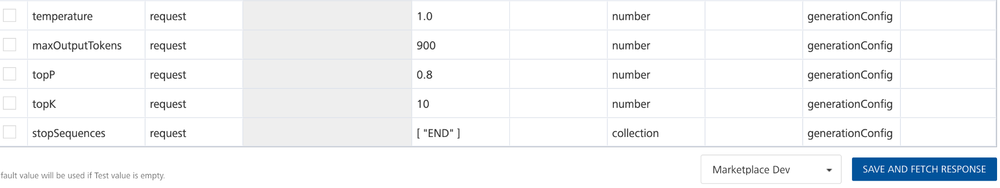 temperature request 1.0 number generationConfig
maxOutputTokens request 900 number generationConfig
topP request 0.8 number generationConfig
topK request 10 number generationConfig
stopSequences request [ "END" ] collection generationConfig
fault value will be used if Test value is empty. Marketplace Dev SAVE AND FETCH RESPONSE